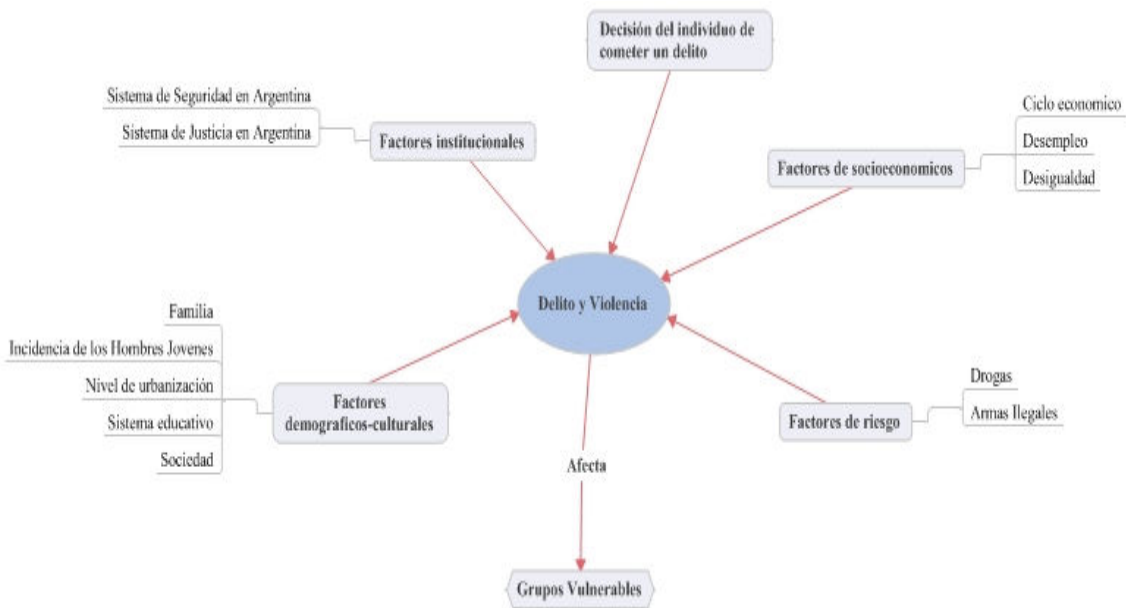 Decisión del individuo de
cometer un delito
Sistema de Seguridad en Argentina
Sistema de Justicia en Argentina
Factores institucionales
Factores de socioeconomicos
Ciclo economico
Desempleo
Desigualdad
Delito y Violencia
Familia
Incidencia de los Hombres Jovenes
Nivel de urbanización
Sistema educativo
Sociedad
Factores
demograficos-culturales
Factores de riesgo
Drogas
Armas Ilegales
Afecta
Grupos Vulnerables